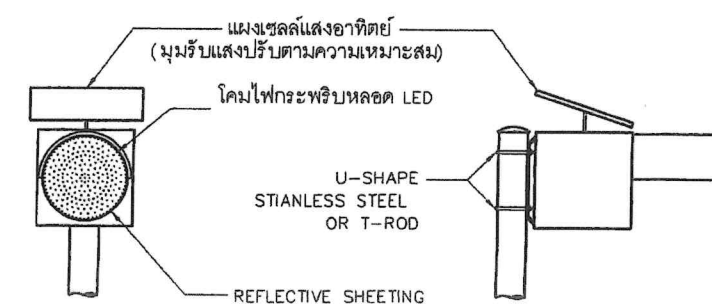 แผงเซลล์แสงอาทิตย์
(มุมรับแสงปรับตามความเหมาะสม)
โคมไฟกระพริบหลอด LED
U-SHAPE
STIANLESS STEEL
OR T-ROD
REFLECTIVE SHEETING